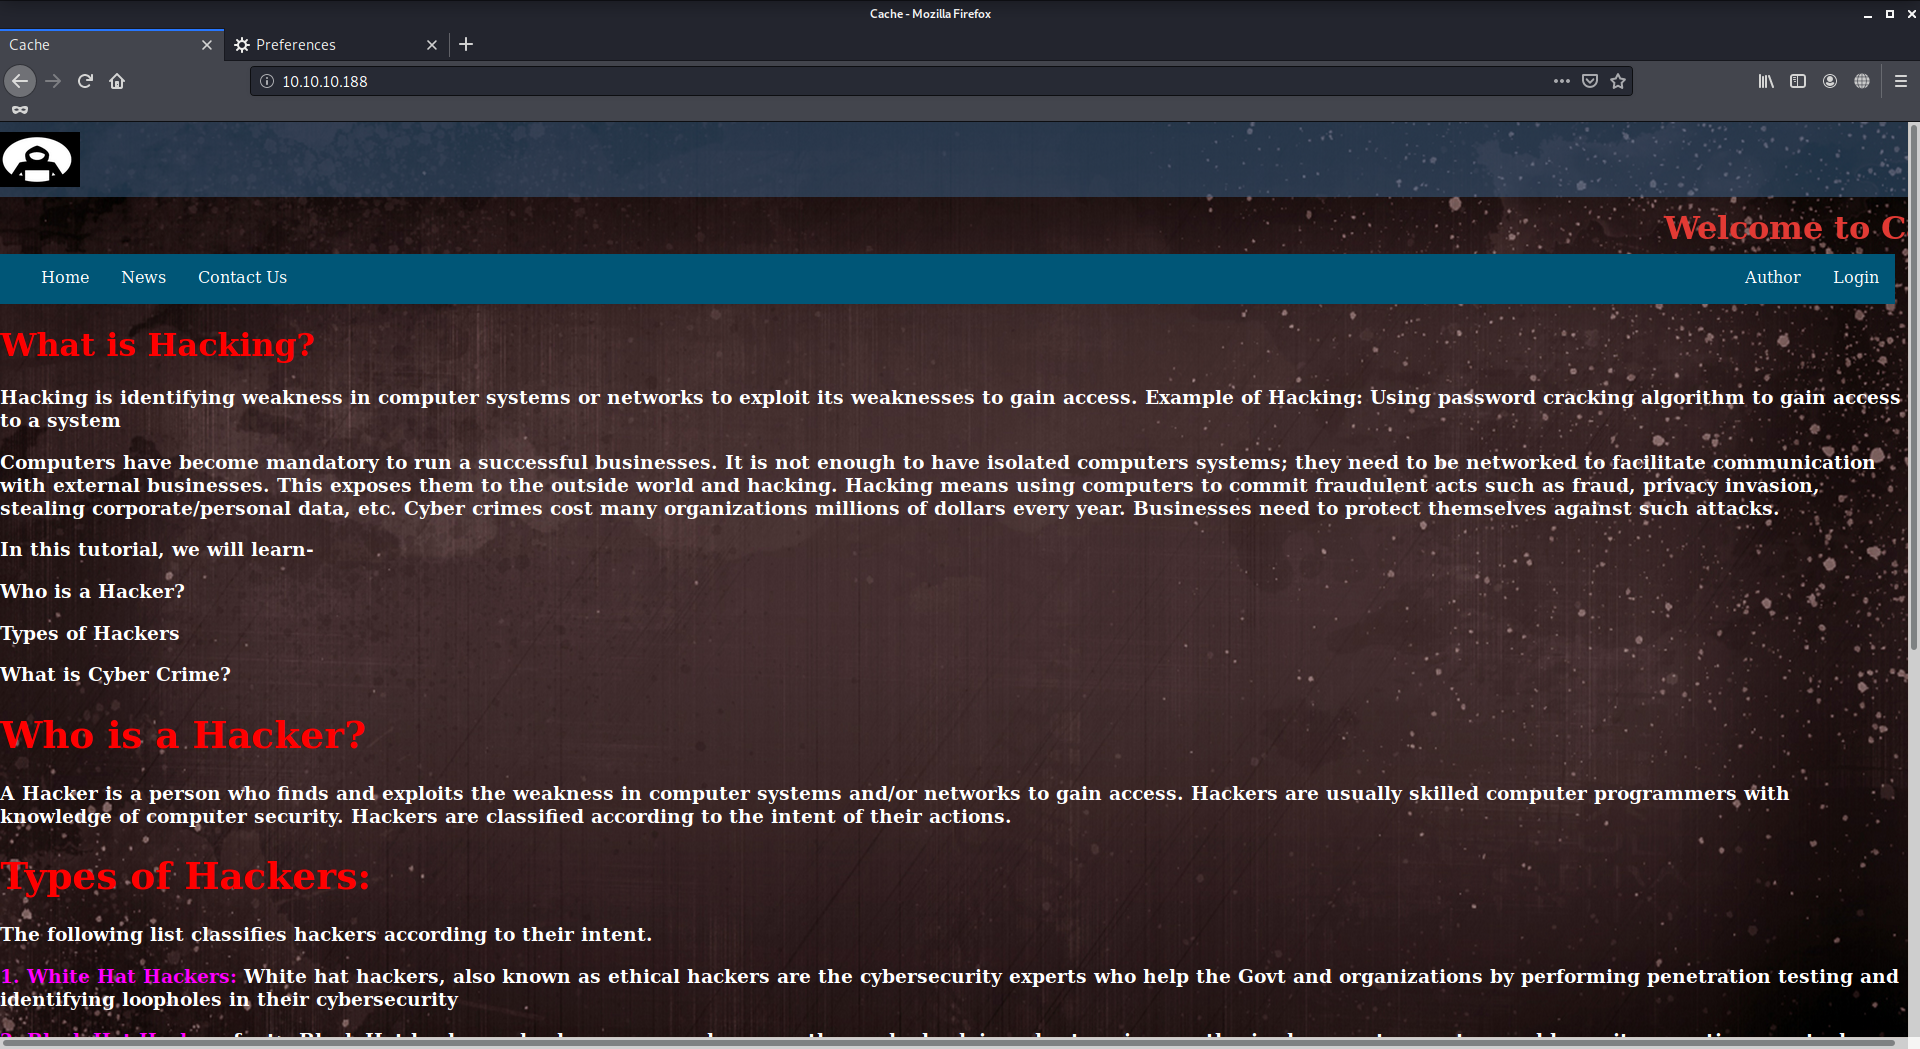 Cache - Mozilla Firefox
Cache
Preferences
10.10.10.188
Welcome to C
Home News Contact Us Author Login
What is Hacking?
Hacking is identifying weakness in computer systems or networks to exploit its weaknesses to gain access. Example of Hacking: Using password cracking algorithm to gain access
to a system
Computers have become mandatory to run a successful businesses. It is not enough to have isolated computers systems; they need to be networked to facilitate communication
with external businesses. This exposes them to the outside world and hacking. Hacking means using computers to commit fraudulent acts such as fraud, privacy invasion,
stealing corporate/personal data, etc. Cyber crimes cost many organizations millions of dollars every year. Businesses need to protect themselves against such attacks.
In this tutorial, we will learn-
Who is a Hacker?
Types of Hackers
What is Cyber Crime?
Who is a Hacker?
A Hacker is a person who finds and exploits the weakness in computer systems and/or networks to gain access. Hackers are usually skilled computer programmers with
knowledge of computer security. Hackers are classified according to the intent of their actions.
Types of Hackers:
The following list classifies hackers according to their intent.
1. White Hat Hackers: White hat hackers, also known as ethical hackers are the cybersecurity experts who help the Govt and organizations by performing penetration testing and
identifying loopholes in their cybersecurity